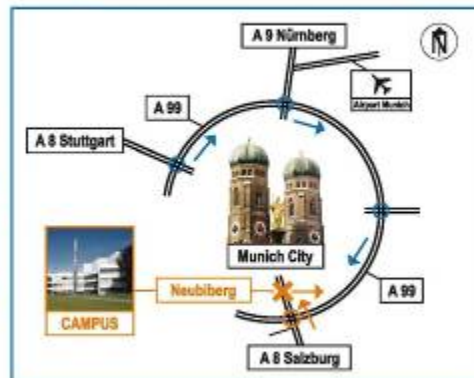 A 9 Nürnberg
N
A 99
Airport Munich
A 8 Stuttgart
Munich City
Neubiberg
A 99
CAMPUS
A 8 Salzburg